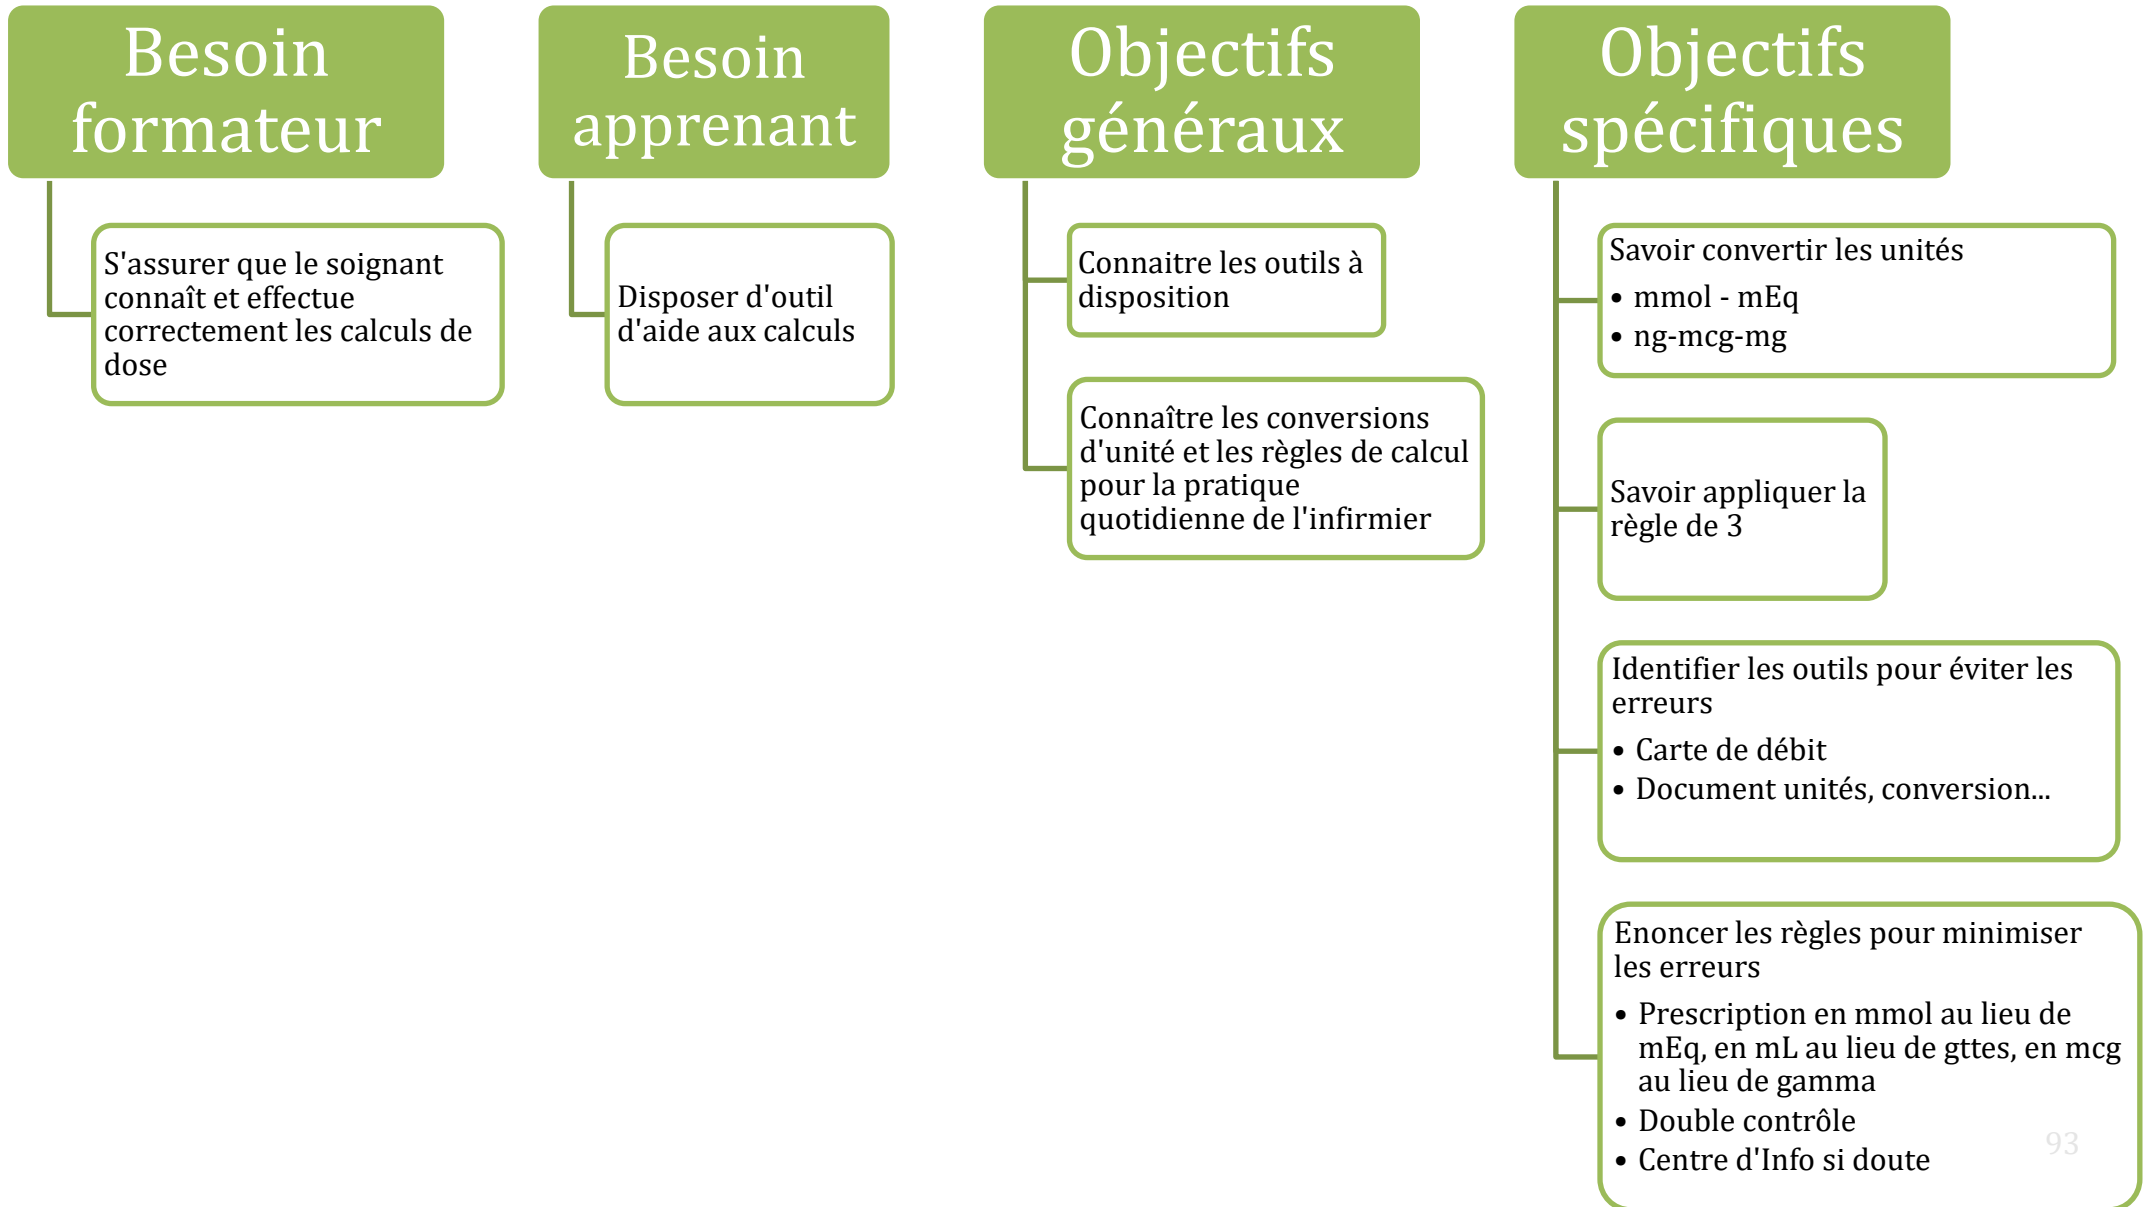 Besoin
formateur
S'assurer que le soignant
connaît et effectue
correctement les calculs de
dose
Besoin
apprenant
Disposer d'outil
d'aide aux calculs
Objectifs
généraux
Connaitre les outils à
disposition
Connaître les conversions
d'unité et les règles de calcul
pour la pratique
quotidienne de l'infirmier
Objectifs
spécifiques
Savoir convertir les unités
• mmol - mEq
• ng-mcg-mg
Savoir appliquer la
règle de 3
Identifier les outils pour éviter les
erreurs
• Carte de débit
• Document unités, conversion...
Enoncer les règles pour minimiser
les erreurs
• Prescription en mmol au lieu de
mEq, en mL au lieu de gttes, en mcg
au lieu de gamma
• Double contrôle
• Centre d'Info si doute
93